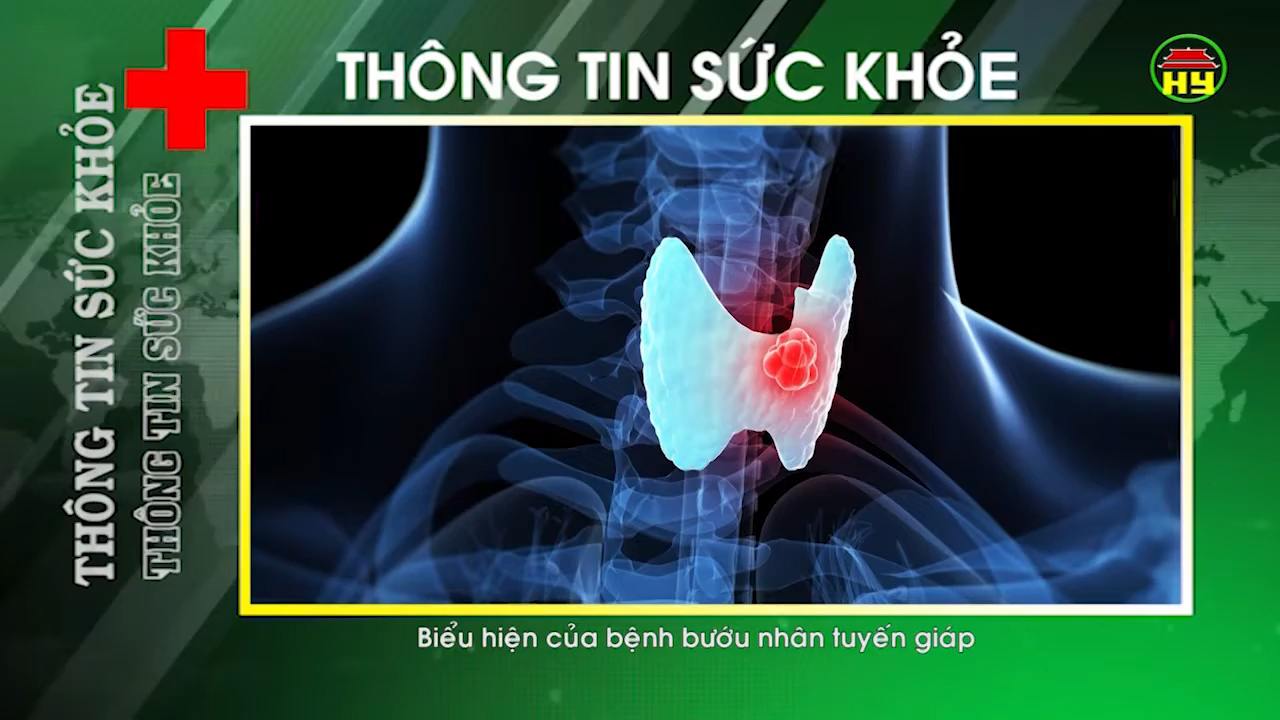 THÔNG TIN SỨC KHỎE
HY
THÔNG TIN SỨC KHỎE
THÔNG TIN SỨC KHỎE
Biểu hiện của bệnh bướu nhân tuyến giáp